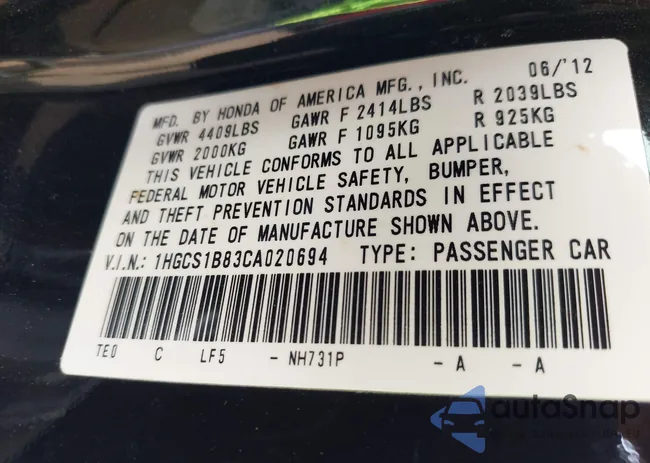 MFD. BY HONDA OF AMERICA MFG., INC. 06/'12
GVWR 4409LBS GAWR F 2414LBS R 2039LBS
GVWR 2000KG GAWR F 1095KG R 925KG
THIS VEHICLE CONFORMS TO ALL APPLICABLE
FEDERAL MOTOR VEHICLE SAFETY, BUMPER,
AND THEFT PREVENTION STANDARDS IN EFFECT
ON THE DATE OF MANUFACTURE SHOWN ABOVE.
V.I.N.: 1HGCS1B83CA020694 TYPE: PASSENGER CAR
TE0 C LF5 - NH731P - A - A
autoSnap